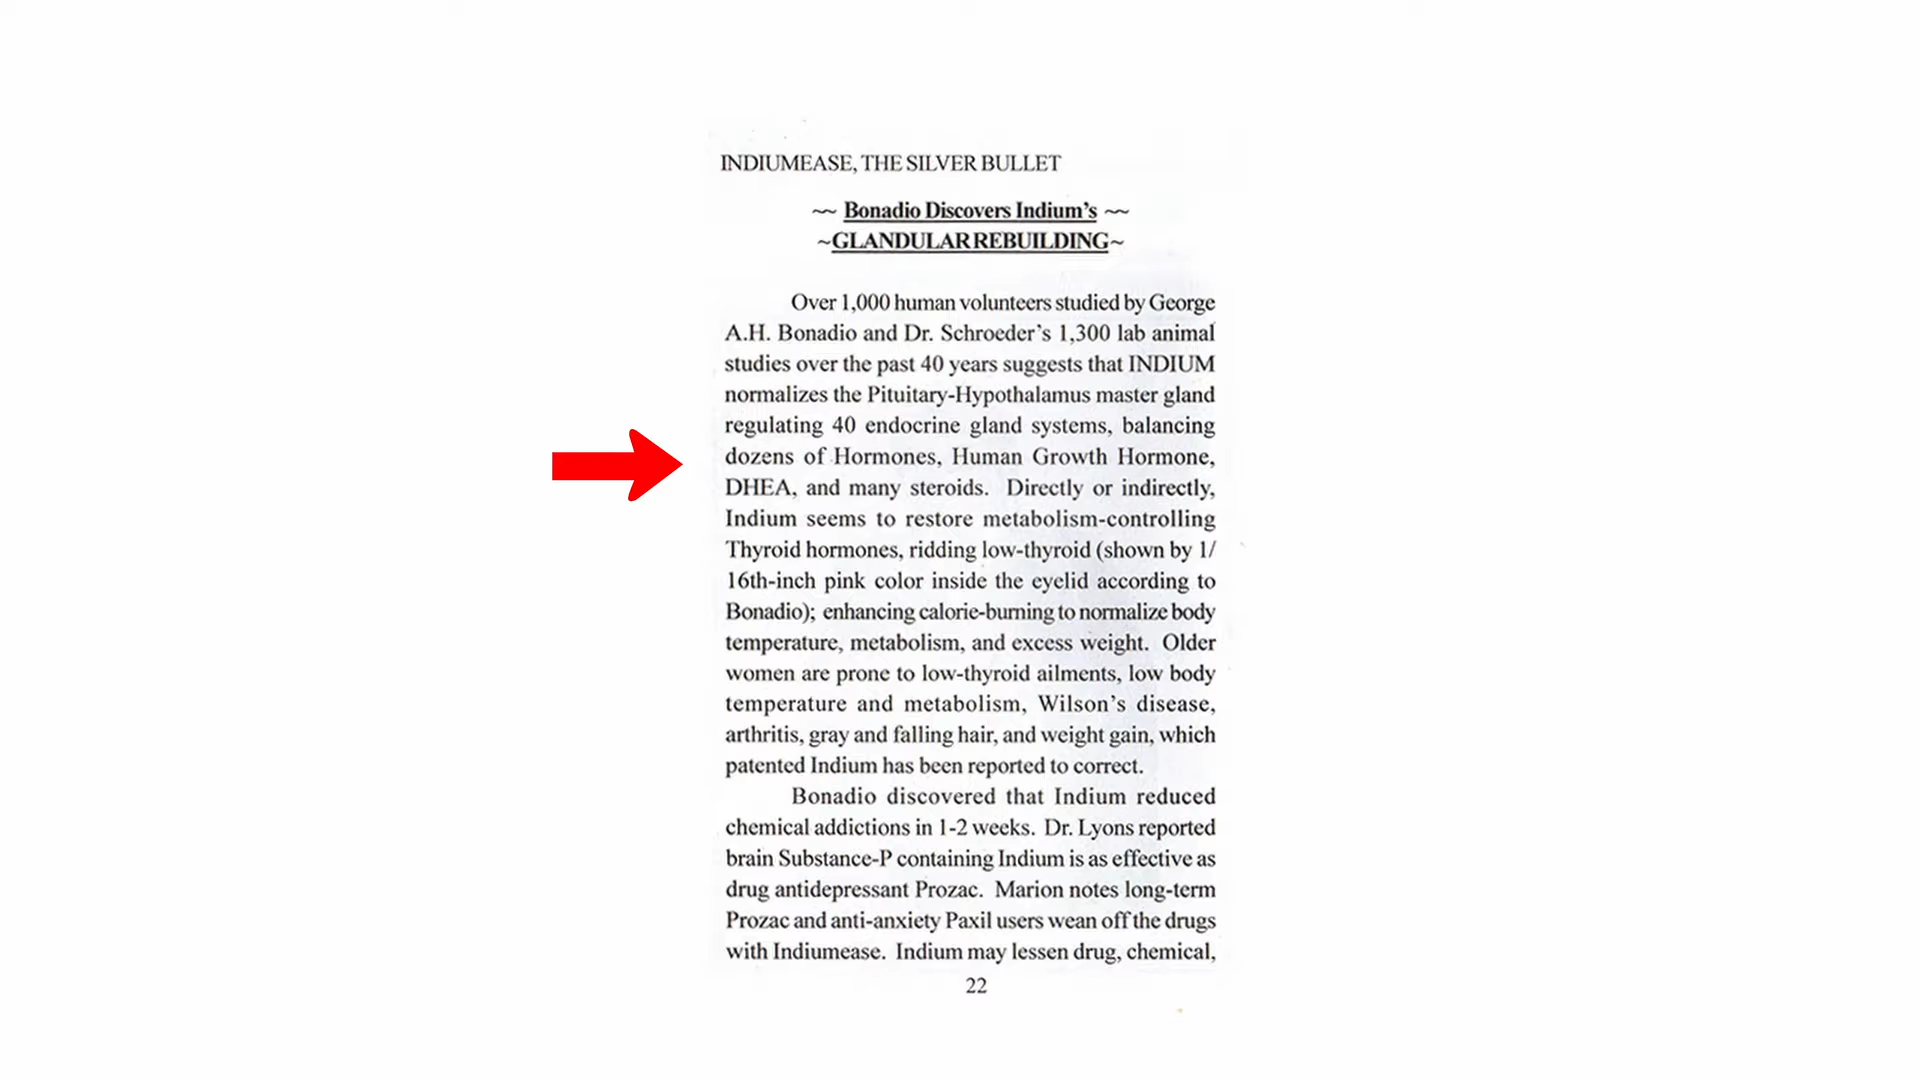 INDIUMEASE, THE SILVER BULLET
~~ Bonadio Discovers Indium's ~~
~GLANDULAR REBUILDING~
Over 1,000 human volunteers studied by George
A.H. Bonadio and Dr. Schroeder's 1,300 lab animal
studies over the past 40 years suggests that INDIUM
normalizes the Pituitary-Hypothalamus master gland
regulating 40 endocrine gland systems, balancing
dozens of Hormones, Human Growth Hormone,
DHEA, and many steroids. Directly or indirectly,
Indium seems to restore metabolism-controlling
Thyroid hormones, ridding low-thyroid (shown by 1/
16th-inch pink color inside the eyelid according to
Bonadio); enhancing calorie-burning to normalize body
temperature, metabolism, and excess weight. Older
women are prone to low-thyroid ailments, low body
temperature and metabolism, Wilson's disease,
arthritis, gray and falling hair, and weight gain, which
patented Indium has been reported to correct.
Bonadio discovered that Indium reduced
chemical addictions in 1-2 weeks. Dr. Lyons reported
brain Substance-P containing Indium is as effective as
drug antidepressant Prozac. Marion notes long-term
Prozac and anti-anxiety Paxil users wean off the drugs
with Indiumease. Indium may lessen drug, chemical,
22